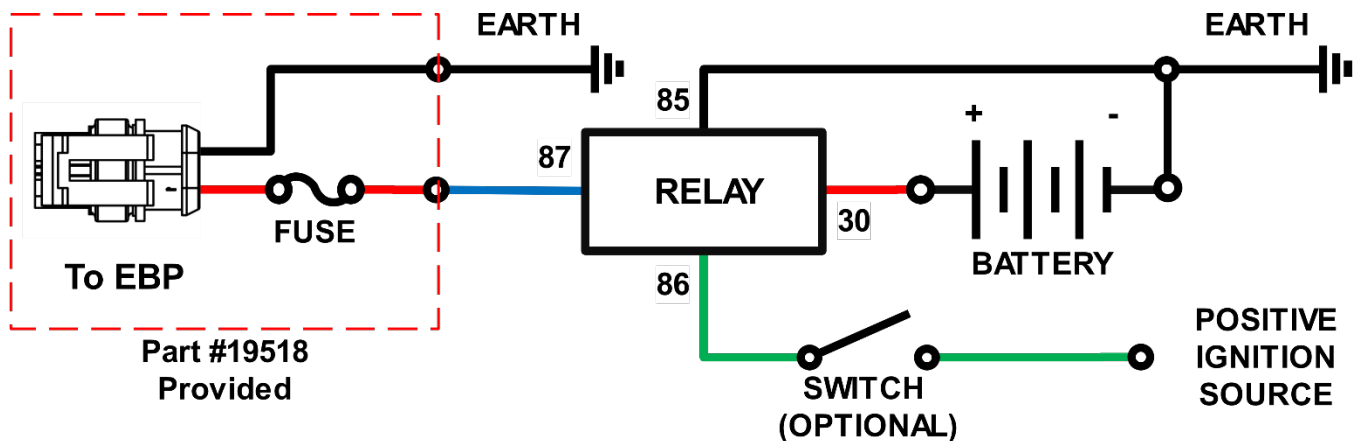 EARTH
EARTH
85
+ -
87
RELAY
30
FUSE
BATTERY
To EBP
86
Part #19518
Provided
POSITIVE
IGNITION
SOURCE
SWITCH
(OPTIONAL)